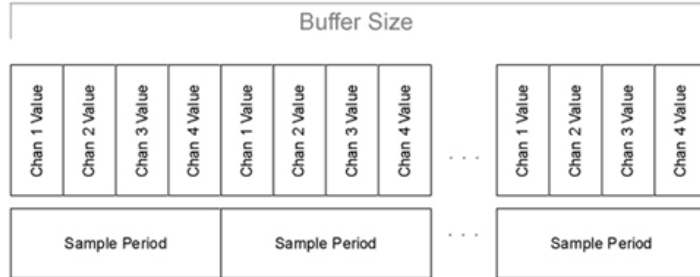 Buffer Size
Chan 1 Value
Chan 2 Value
Chan 3 Value
Chan 4 Value
Chan 1 Value
Chan 2 Value
Chan 3 Value
Chan 4 Value
. . .
Chan 1 Value
Chan 2 Value
Chan 3 Value
Chan 4 Value
Sample Period
Sample Period
. . .
Sample Period